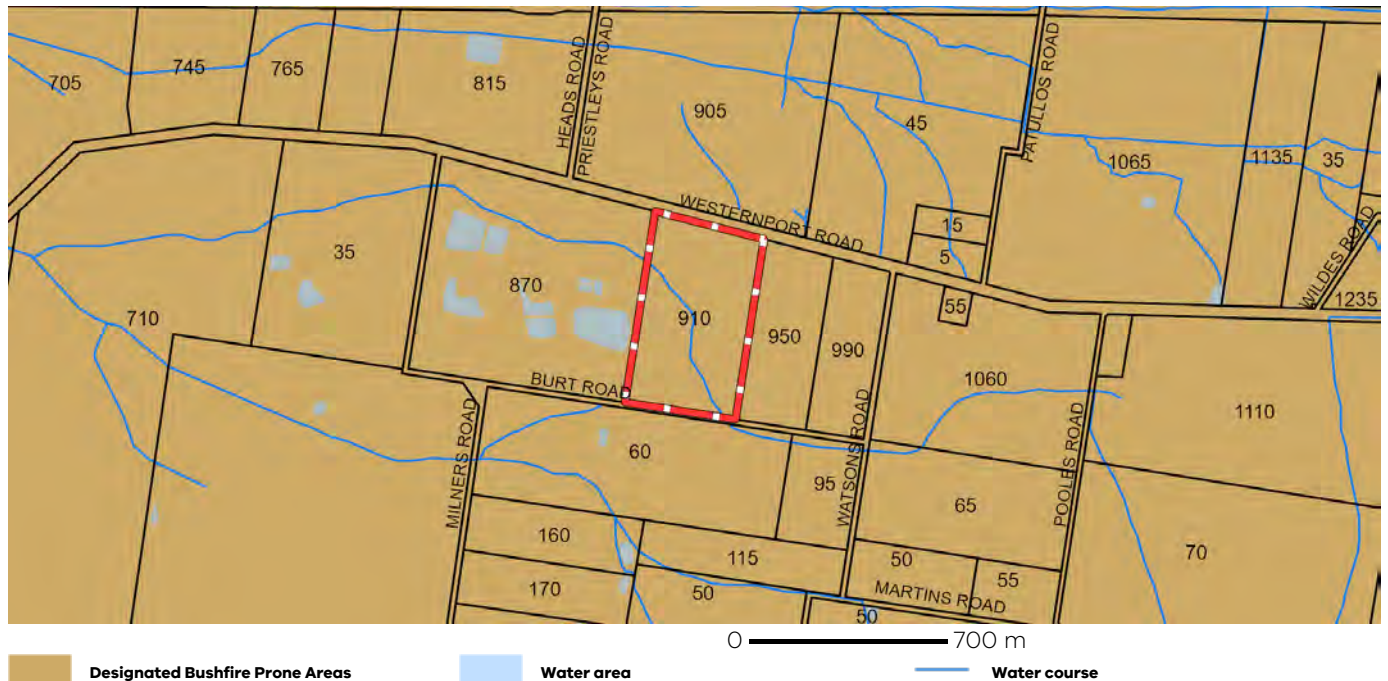 HEADS ROAD
PRIESTLEYS ROAD
PATULLOS ROAD
705
745
765
815
905
45
1065
1135
35
WILDES ROAD
1235
WESTERNPORT ROAD
15
5
55
35
710
870
910
950
990
1060
1110
BURT ROAD
MILNERS ROAD
60
95
WATSONS ROAD
65
POOLES ROAD
70
160
115
50
55
170
50
MARTINS ROAD
50
0 700 m
Designated Bushfire Prone Areas Water area Water course